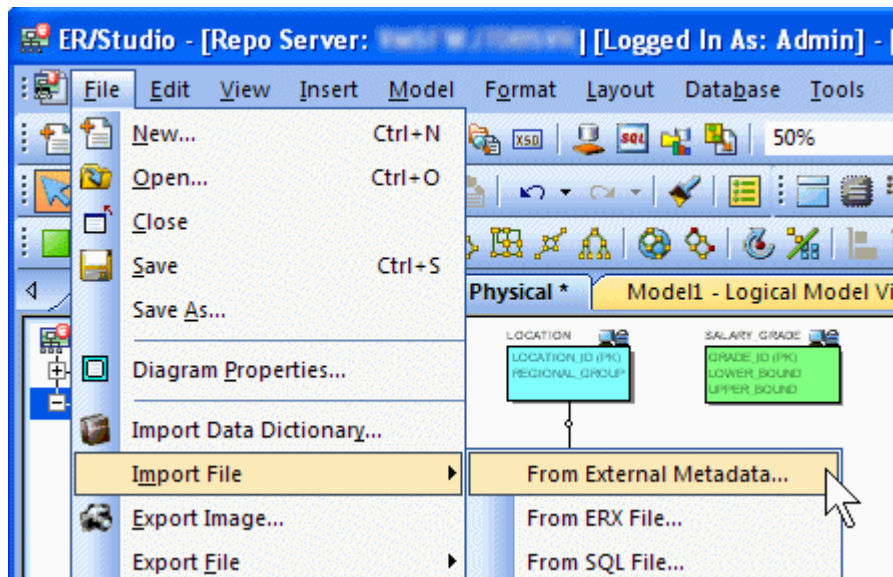 ER/Studio - [Repo Server: ] [Logged In As: Admin] - [
File Edit View Insert Model Format Layout Database Tools
New... Ctrl+N XSD SQL 50%
Open... Ctrl+O
Close
Save Ctrl+S
Physical * Model1 - Logical Model Vi
Save As...
LOCATION SALARY_GRADE
LOCATION_ID (PK) GRADE_ID (PK)
REGIONAL_GROUP LOWER_BOUND
UPPER_BOUND
Diagram Properties...
Import Data Dictionary...
Import File From External Metadata...
Export Image... From ERX File...
Export File From SQL File...